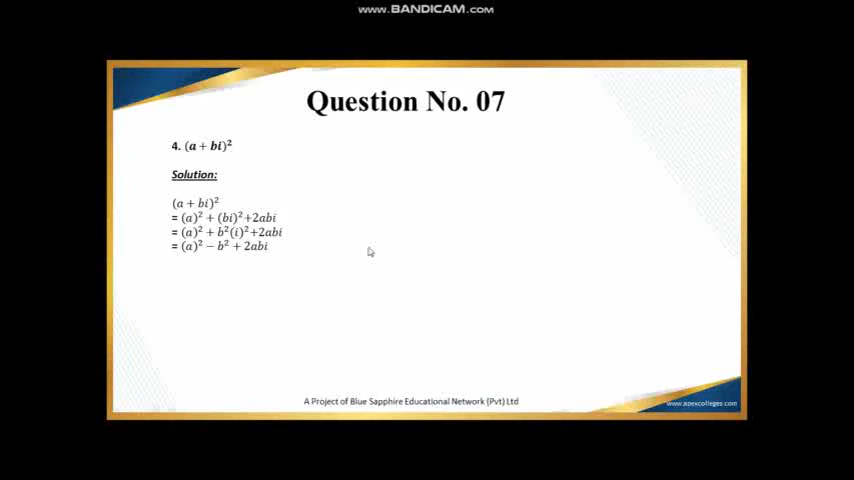 www.BANDICAM.com
Question No. 07
4. (a + bi)²
Solution:
(a + bi)²
= (a)² + (bi)²+2abi
= (a)² + b²(i)²+2abi
= (a)² − b² + 2abi
A Project of Blue Sapphire Educational Network (Pvt) Ltd
www.apexcolleges.com